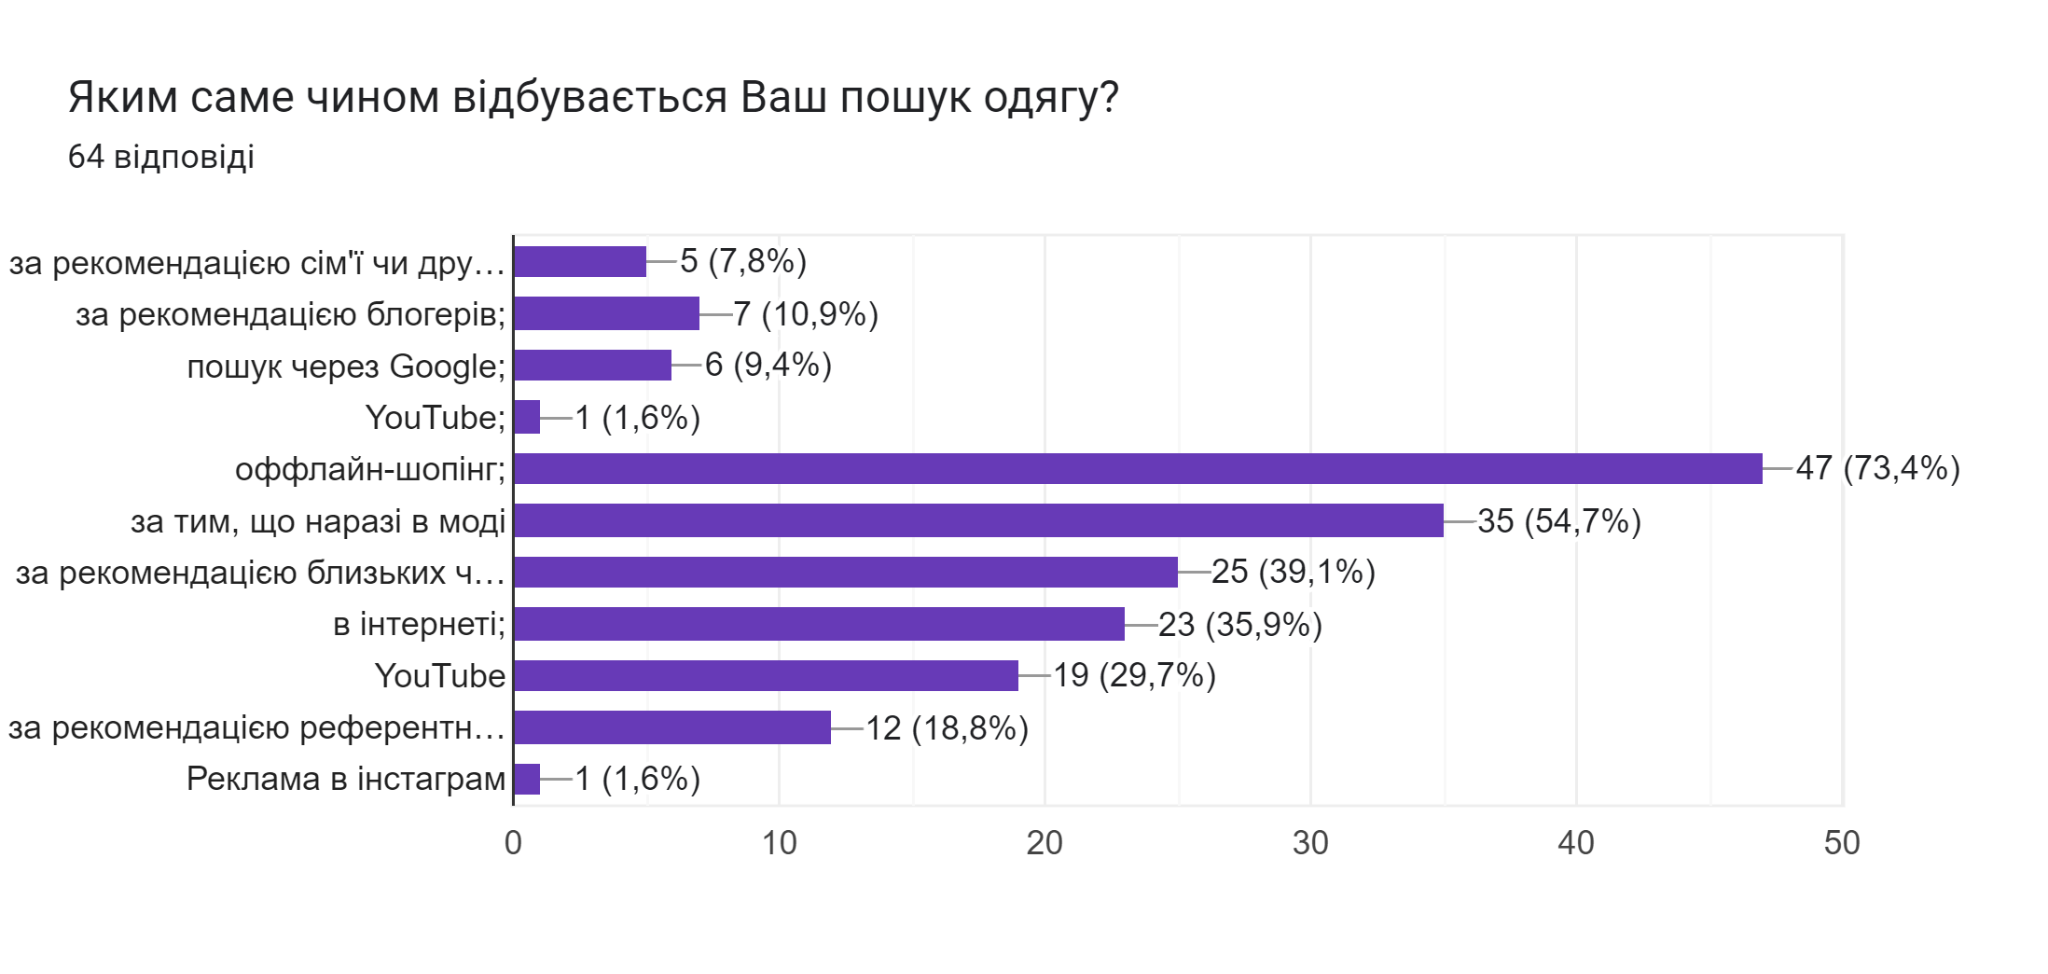 Яким саме чином відбувається Ваш пошук одягу?
64 відповіді
за рекомендацією сім'ї чи дру… 5 (7,8%)
за рекомендацією блогерів; 7 (10,9%)
пошук через Google; 6 (9,4%)
YouTube; 1 (1,6%)
оффлайн-шопінг; 47 (73,4%)
за тим, що наразі в моді 35 (54,7%)
за рекомендацією близьких ч… 25 (39,1%)
в інтернеті; 23 (35,9%)
YouTube 19 (29,7%)
за рекомендацією референтн… 12 (18,8%)
Реклама в інстаграм 1 (1,6%)
0 10 20 30 40 50